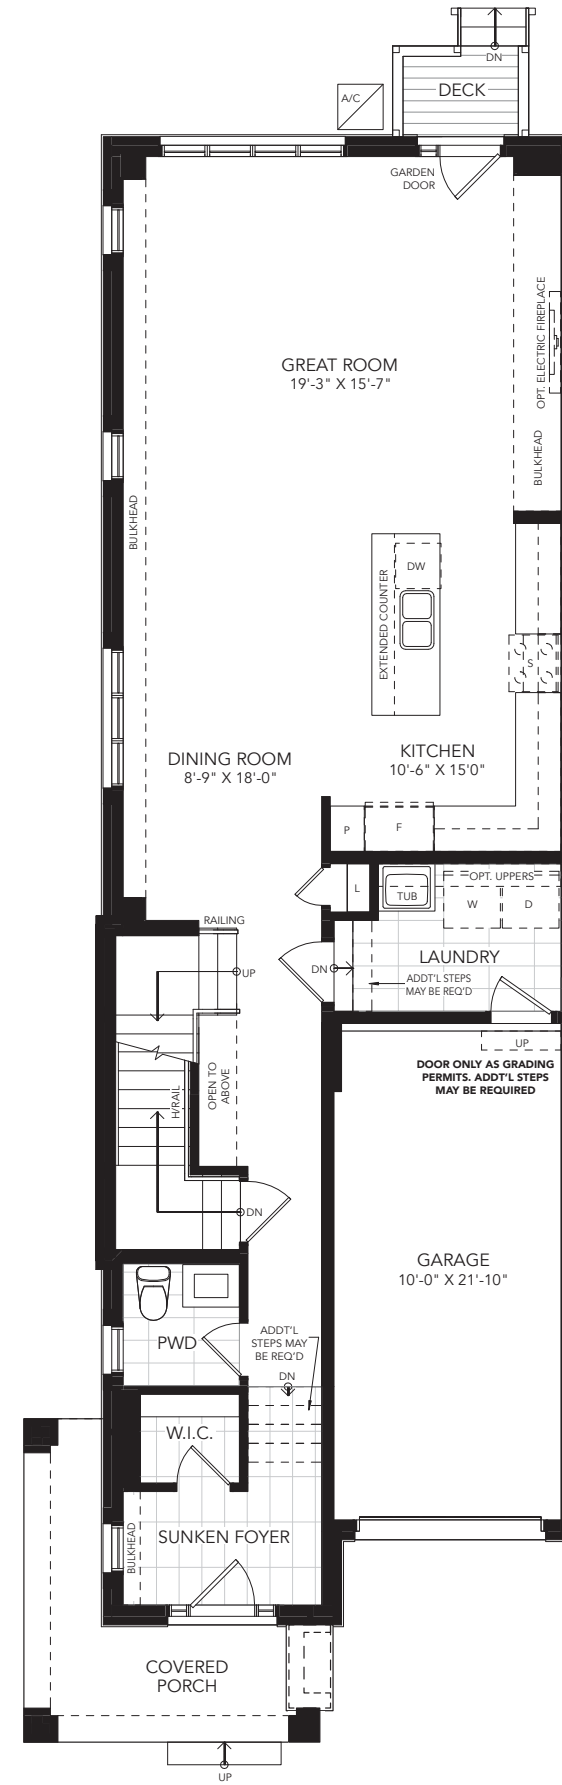 DN
DECK
A/C
GARDEN
DOOR
OPT. ELECTRIC FIREPLACE
GREAT ROOM
19'-3" X 15'-7"
BULKHEAD
BULKHEAD
DW
EXTENDED COUNTER
S
DINING ROOM
8'-9" X 18'-0"
KITCHEN
10'-6" X 15'0"
P
F
L
TUB
OPT. UPPERS
W
D
RAILING
UP
DN
LAUNDRY
ADDT'L STEPS
MAY BE REQ'D
UP
DOOR ONLY AS GRADING
PERMITS. ADDT'L STEPS
MAY BE REQUIRED
H/RAIL
OPEN TO
ABOVE
DN
GARAGE
10'-0" X 21'-10"
PWD
ADDT'L
STEPS MAY
BE REQ'D
DN
W.I.C.
BULKHEAD
SUNKEN FOYER
COVERED
PORCH
UP